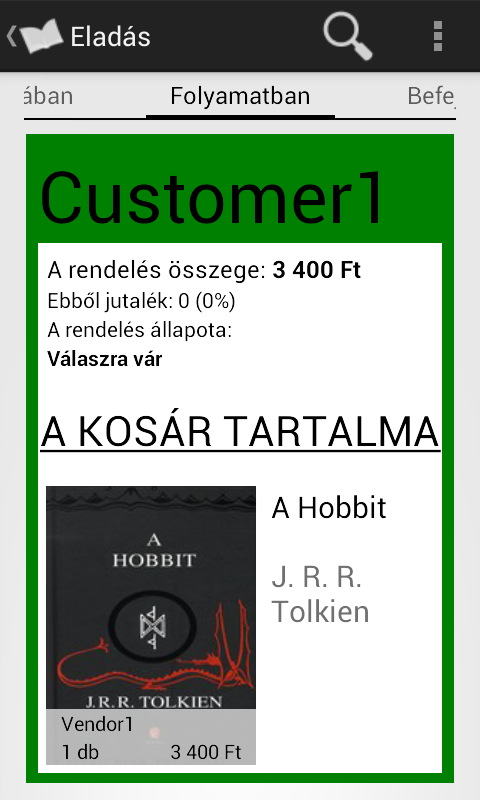 Eladás
ában
Folyamatban
Befe
Customer1
A rendelés összege: 3 400 Ft
Ebből jutalék: 0 (0%)
A rendelés állapota:
Válaszra vár
A KOSÁR TARTALMA
A
HOBBIT
J.R.R. TOLKIEN
Vendor1
1 db 3 400 Ft
A Hobbit
J. R. R.
Tolkien